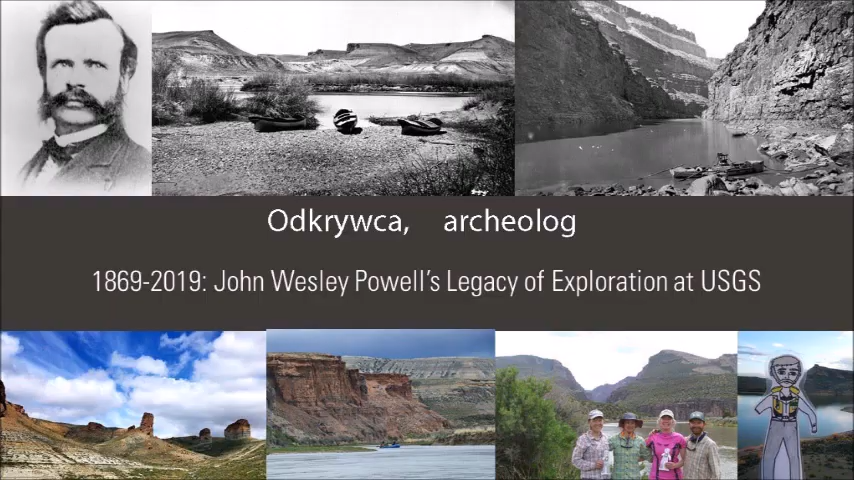 Odkrywca, archeolog
1869-2019: John Wesley Powell's Legacy of Exploration at USGS